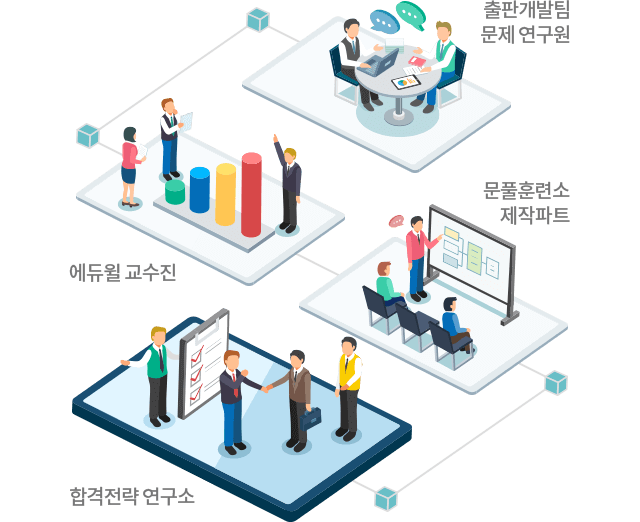 출판개발팀
문제 연구원
문풀훈련소
제작파트
에듀윌 교수진
합격전략 연구소